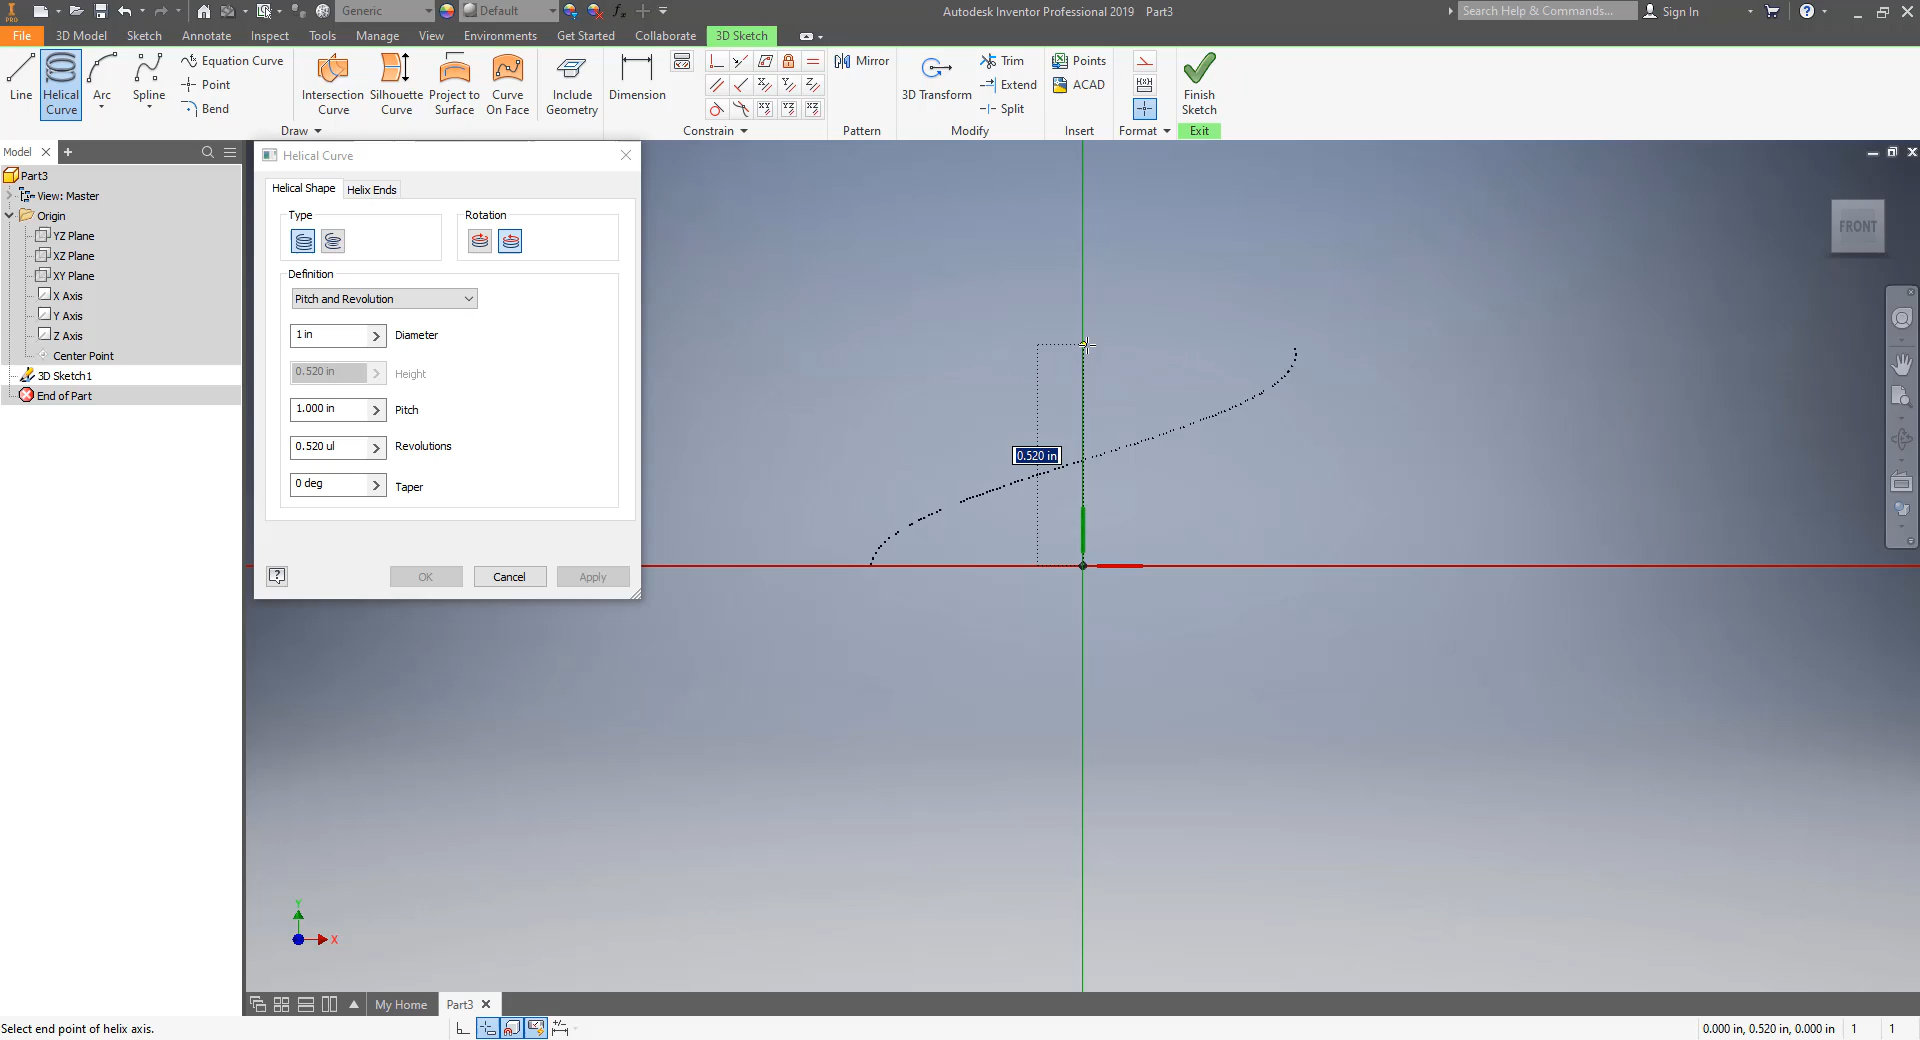 Generic
Default
fx
Autodesk Inventor Professional 2019 Part3
Search Help & Commands...
Sign In
PRO
File 3D Model Sketch Annotate Inspect Tools Manage View Environments Get Started Collaborate 3D Sketch
Line
Helical
Curve
Arc
Spline
Equation Curve
Point
Bend
Intersection
Curve
Silhouette
Curve
Project to
Surface
Curve
On Face
Include
Geometry
Dimension
Mirror
3D Transform
Trim
Extend
Split
Points
ACAD
Finish
Sketch
Draw
Constrain
Pattern
Modify
Insert
Format
Exit
Model
Part3
View: Master
Origin
YZ Plane
XZ Plane
XY Plane
X Axis
Y Axis
Z Axis
Center Point
3D Sketch1
End of Part
Helical Curve
Helical Shape Helix Ends
Type
Rotation
Definition
Pitch and Revolution
1 in Diameter
0.520 in Height
1.000 in Pitch
0.520 ul Revolutions
0 deg Taper
?
OK Cancel Apply
0.520 in
FRONT
Y
X
My Home Part3
Select end point of helix axis.
0.000 in, 0.520 in, 0.000 in 1 1